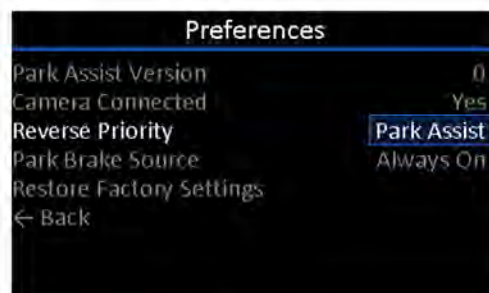 Preferences
Park Assist Version 0
Camera Connected Yes
Reverse Priority Park Assist
Park Brake Source Always On
Restore Factory Settings
← Back